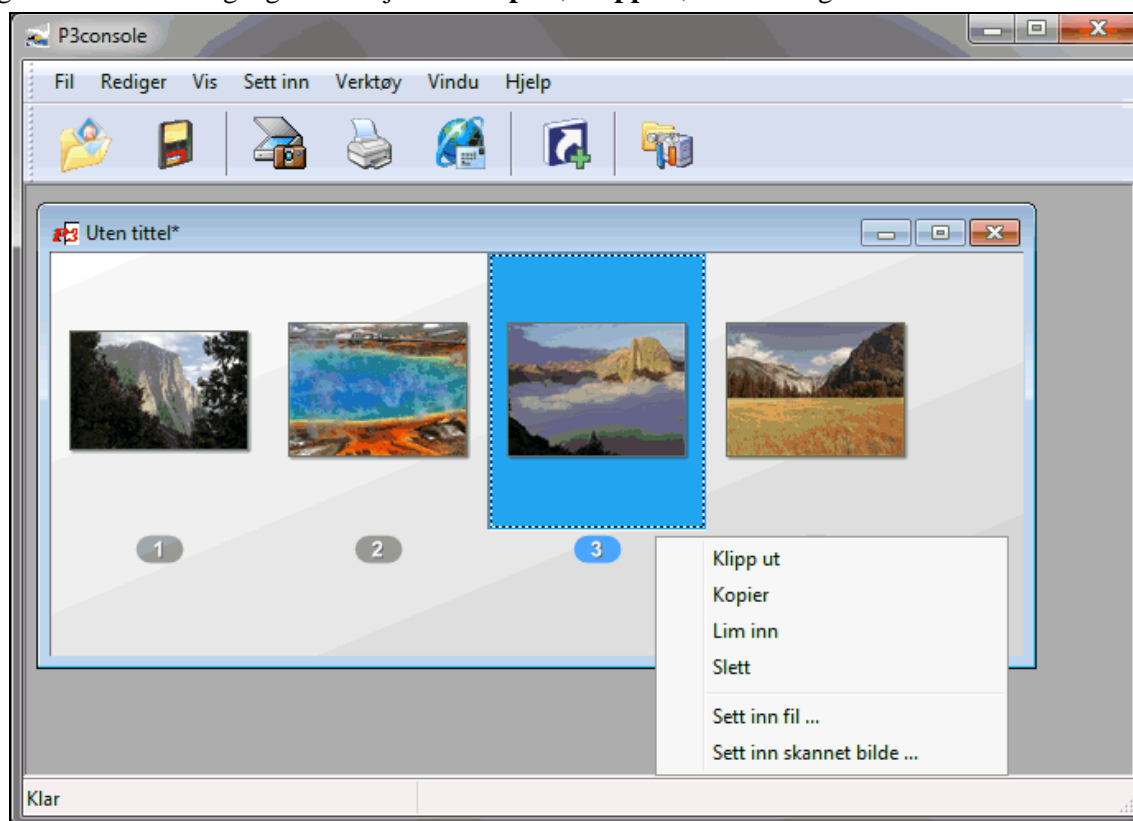 P3console
Fil Rediger Vis Sett inn Verktøy Vindu Hjelp
P3 Uten tittel*
1 2 3
Klipp ut
Kopier
Lim inn
Slett
Sett inn fil ...
Sett inn skannet bilde ...
Klar